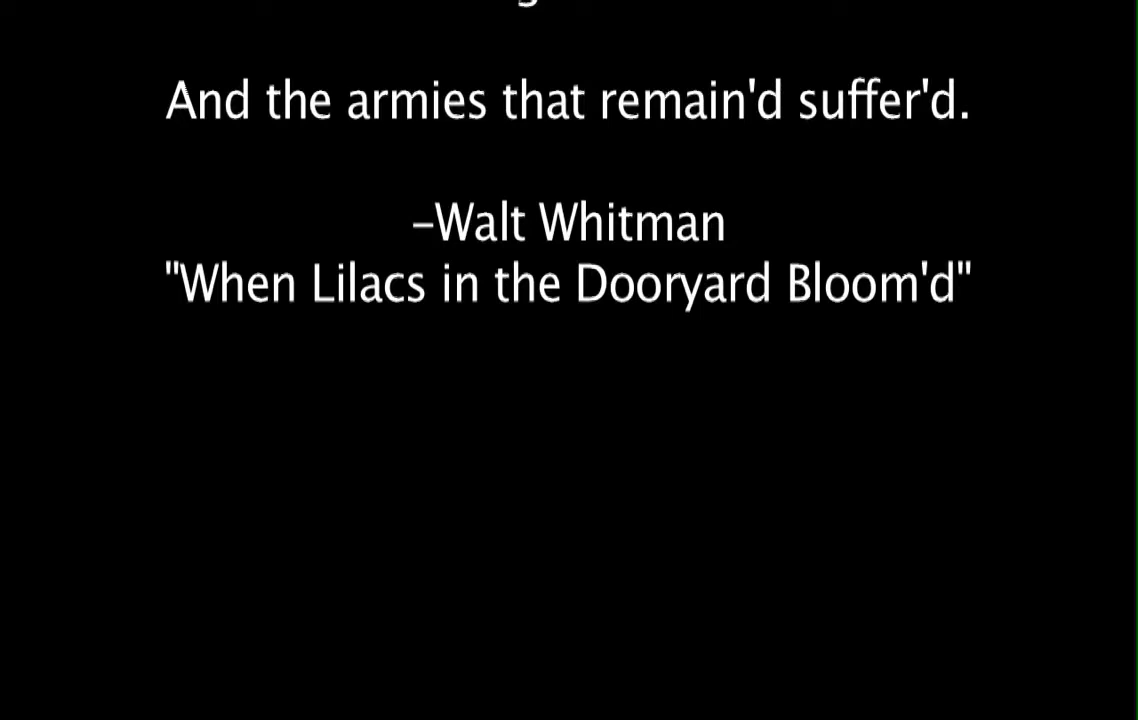 And the armies that remain'd suffer'd.
–Walt Whitman
"When Lilacs in the Dooryard Bloom'd"